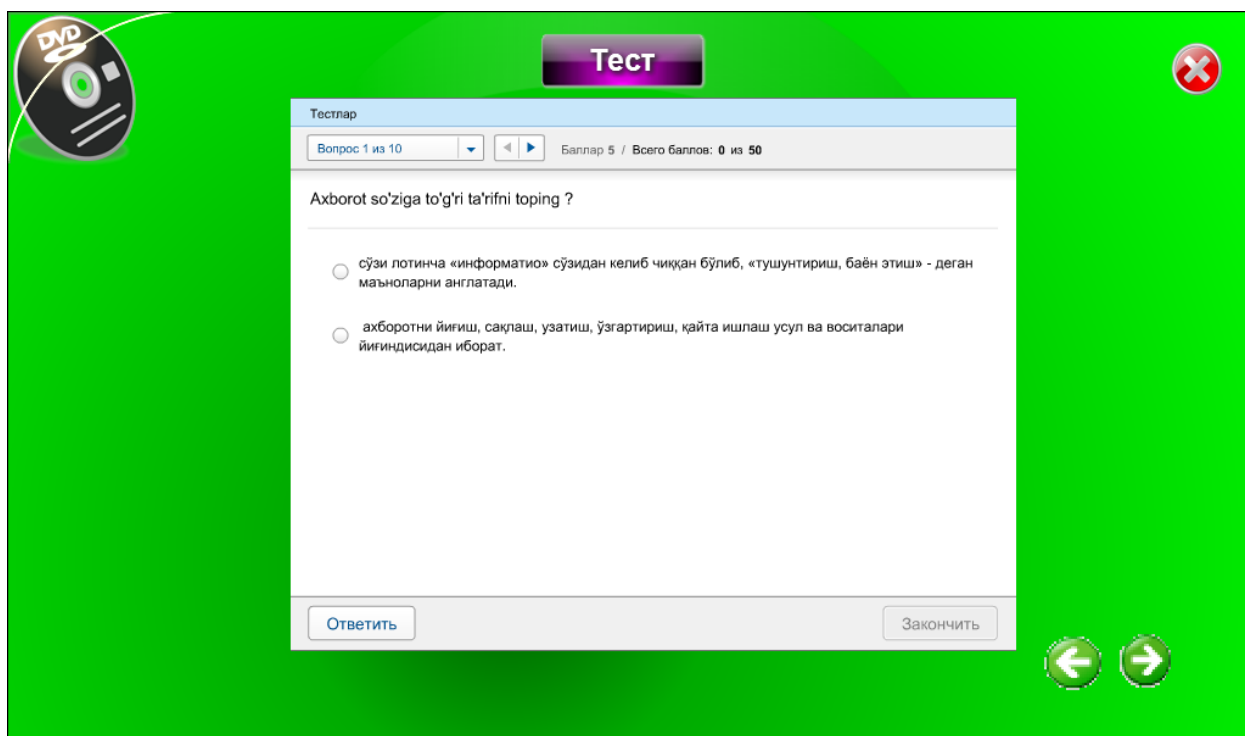 DVD
Тест
Тестлар
Вопрос 1 из 10
Баллар 5 / Всего баллов: 0 из 50
Axborot so'ziga to'g'ri ta'rifni toping ?
сўзи лотинча «информатио» сўзидан келиб чиққан бўлиб, «тушунтириш, баён этиш» - деган
маъноларни англатади.
ахборотни йиғиш, сақлаш, узатиш, ўзгартириш, қайта ишлаш усул ва воситалари
йиғиндисидан иборат.
Ответить
Закончить